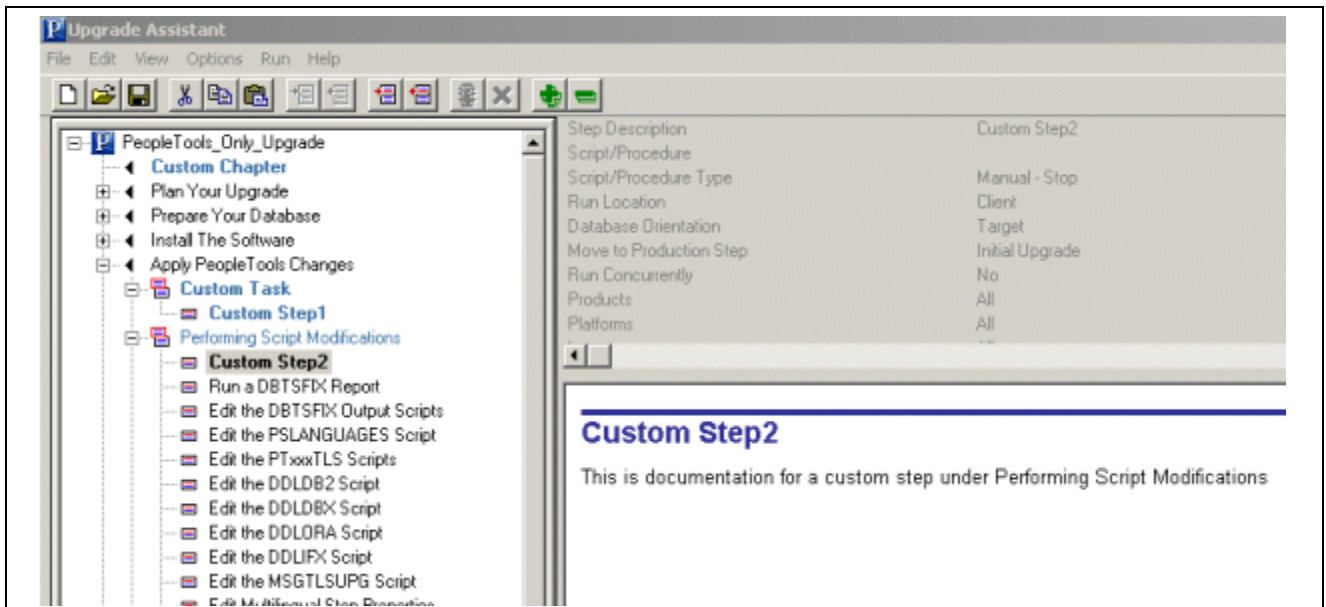 Upgrade Assistant
File Edit View Options Run Help
PeopleTools_Only_Upgrade
Custom Chapter
Plan Your Upgrade
Prepare Your Database
Install The Software
Apply PeopleTools Changes
Custom Task
Custom Step1
Performing Script Modifications
Custom Step2
Run a DBTSFIX Report
Edit the DBTSFIX Output Scripts
Edit the PSLANGUAGES Script
Edit the PTxxxTLS Scripts
Edit the DDLDB2 Script
Edit the DDLDBX Script
Edit the DDLORA Script
Edit the DDLIFX Script
Edit the MSGTLSUPG Script
Edit Multilingual Step Properties
Step Description Custom Step2
Script/Procedure
Script/Procedure Type Manual - Stop
Run Location Client
Database Orientation Target
Move to Production Step Initial Upgrade
Run Concurrently No
Products All
Platforms All
Custom Step2
This is documentation for a custom step under Performing Script Modifications